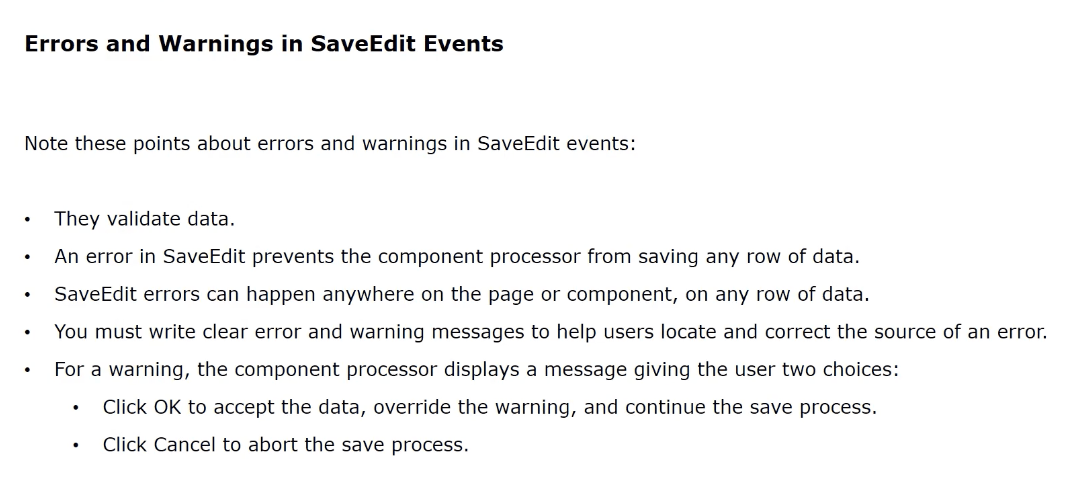 Errors and Warnings in SaveEdit Events
Note these points about errors and warnings in SaveEdit events:
• They validate data.
• An error in SaveEdit prevents the component processor from saving any row of data.
• SaveEdit errors can happen anywhere on the page or component, on any row of data.
• You must write clear error and warning messages to help users locate and correct the source of an error.
• For a warning, the component processor displays a message giving the user two choices:
• Click OK to accept the data, override the warning, and continue the save process.
• Click Cancel to abort the save process.